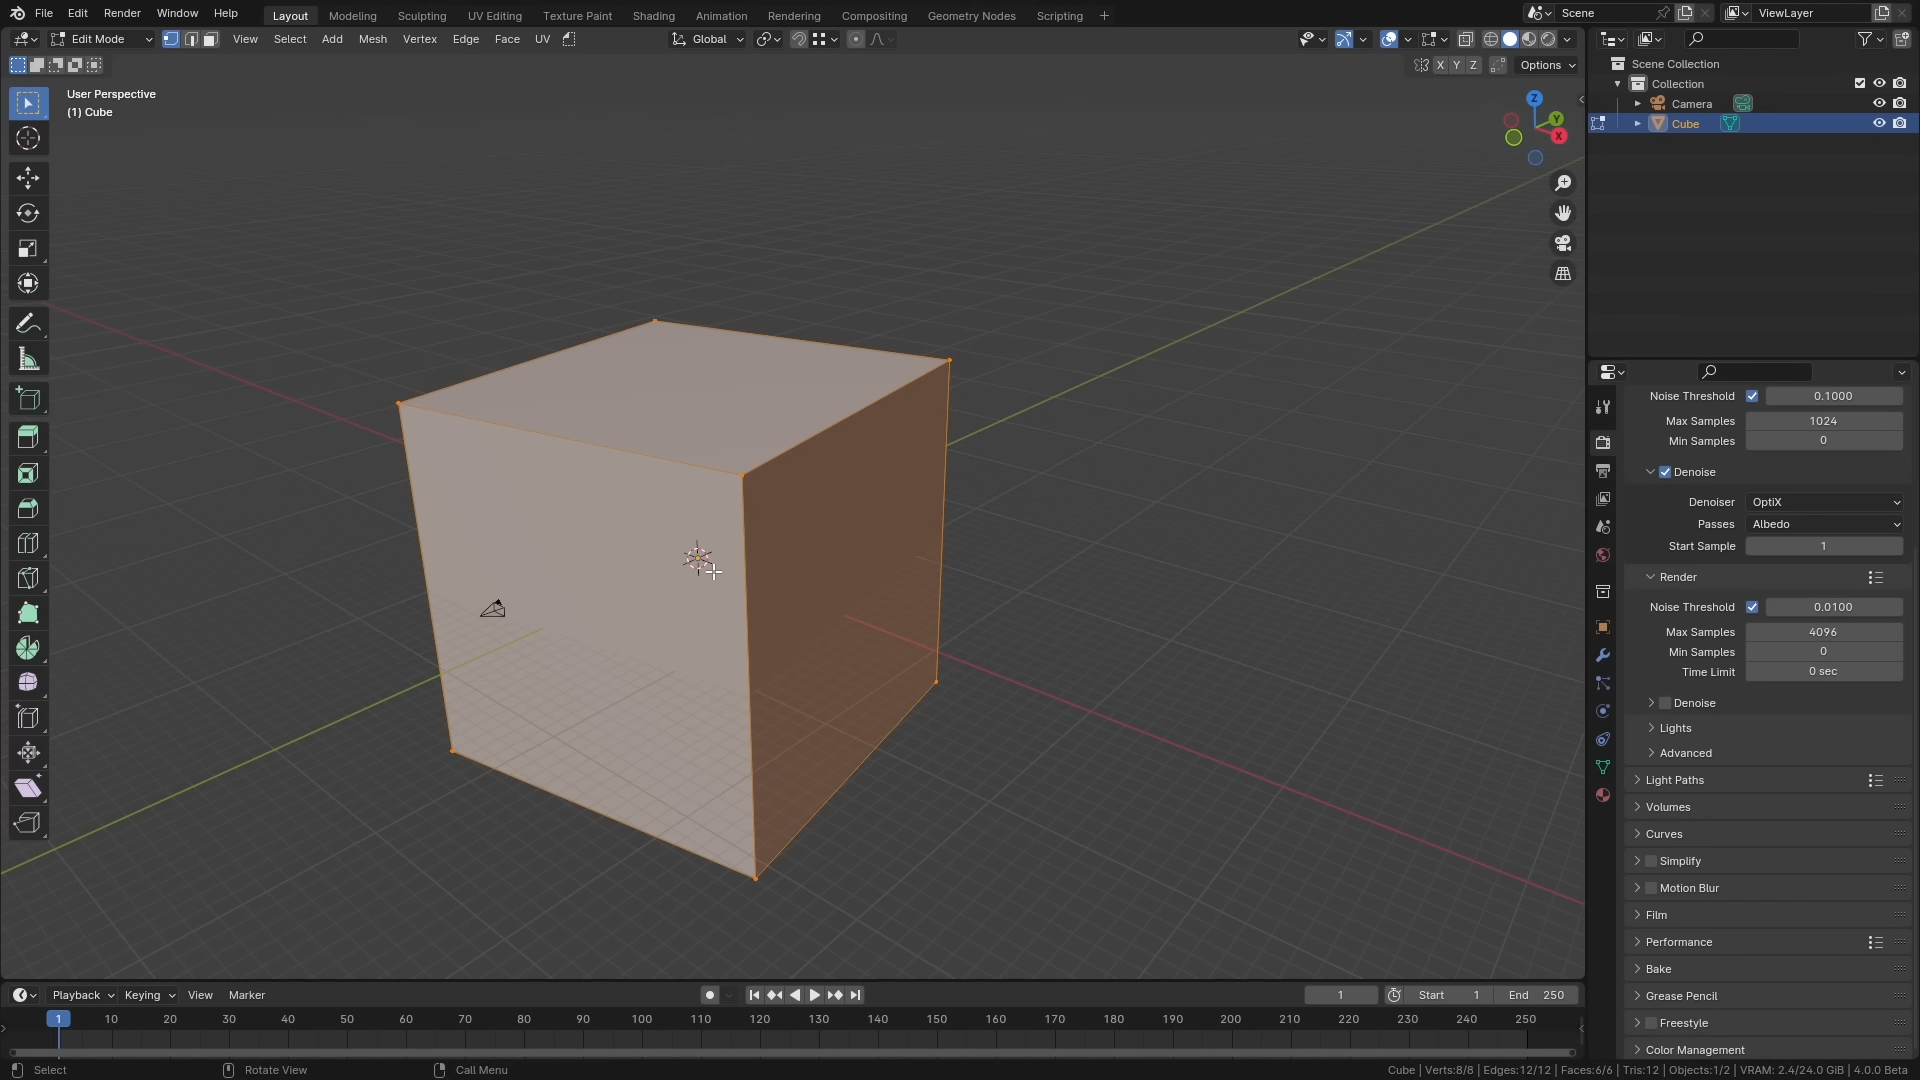 File Edit Render Window Help Layout Modeling Sculpting UV Editing Texture Paint Shading Animation Rendering Compositing Geometry Nodes Scripting + Scene ViewLayer
Edit Mode View Select Add Mesh Vertex Edge Face UV Global
X Y Z Options
User Perspective
(1) Cube
Z
Y
X
Scene Collection
Collection
Camera
Cube
Noise Threshold 0.1000
Max Samples 1024
Min Samples 0
Denoise
Denoiser OptiX
Passes Albedo
Start Sample 1
Render
Noise Threshold 0.0100
Max Samples 4096
Min Samples 0
Time Limit 0 sec
Denoise
Lights
Advanced
Light Paths
Volumes
Curves
Simplify
Motion Blur
Film
Performance
Bake
Grease Pencil
Freestyle
Color Management
Playback Keying View Marker 1 Start 1 End 250
1 10 20 30 40 50 60 70 80 90 100 110 120 130 140 150 160 170 180 190 200 210 220 230 240 250
Select Rotate View Call Menu Cube | Verts:8/8 | Edges:12/12 | Faces:6/6 | Tris:12 | Objects:1/2 | VRAM: 2.4/24.0 GiB | 4.0.0 Beta